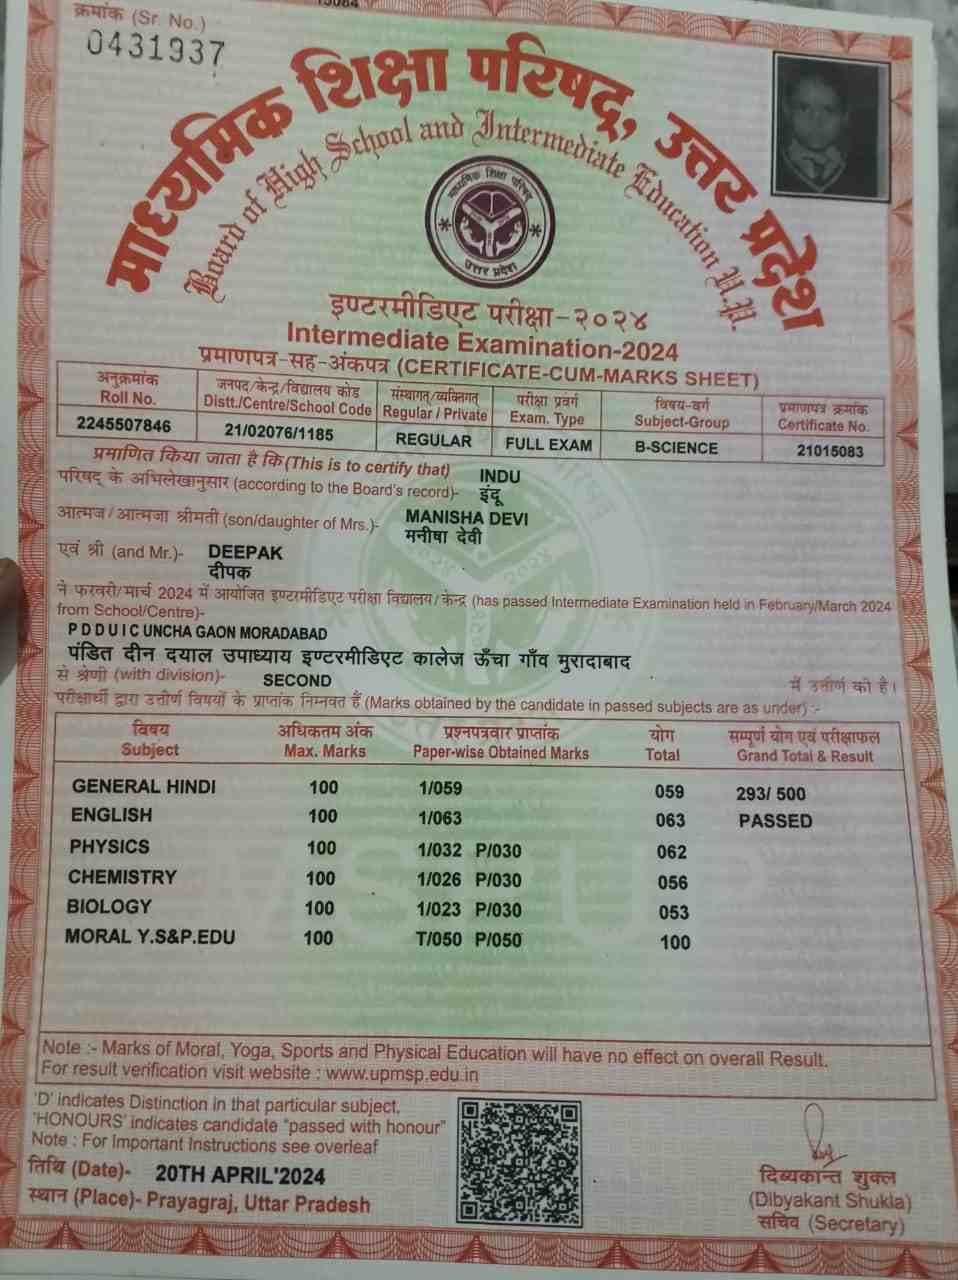 क्रमांक (Sr. No.)
0431937
माध्यमिक शिक्षा परिषद्, उत्तर प्रदेश
Board of High School and Intermediate Education U.P.
माध्यमिक शिक्षा परिषद्
उत्तर प्रदेश
इण्टरमीडिएट परीक्षा-२०२४
Intermediate Examination-2024
प्रमाणपत्र-सह-अंकपत्र (CERTIFICATE-CUM-MARKS SHEET)
अनुक्रमांक जनपद/केन्द्र/विद्यालय कोड संस्थागत/व्यक्तिगत परीक्षा प्रवर्ग विषय-वर्ग प्रमाणपत्र क्रमांक
Roll No. Distt./Centre/School Code Regular / Private Exam. Type Subject-Group Certificate No.
2245507846 21/02076/1185 REGULAR FULL EXAM B-SCIENCE 21015083
प्रमाणित किया जाता है कि (This is to certify that) INDU
परिषद् के अभिलेखानुसार (according to the Board's record)- इंदू
आत्मज/आत्मजा श्रीमती (son/daughter of Mrs.)- MANISHA DEVI
मनीषा देवी
एवं श्री (and Mr.)- DEEPAK
दीपक
ने फरवरी/मार्च 2024 में आयोजित इण्टरमीडिएट परीक्षा विद्यालय/केन्द्र (has passed Intermediate Examination held in February/March 2024
from School/Centre)-
P D D U I C UNCHA GAON MORADABAD
पंडित दीन दयाल उपाध्याय इण्टरमीडिएट कालेज ऊँचा गाँव मुरादाबाद
से श्रेणी (with division)- SECOND में उत्तीर्ण की है।
परीक्षार्थी द्वारा उत्तीर्ण विषयों के प्राप्तांक निम्नवत हैं (Marks obtained by the candidate in passed subjects are as under) :-
विषय अधिकतम अंक प्रश्नपत्रवार प्राप्तांक योग सम्पूर्ण योग एवं परीक्षाफल
Subject Max. Marks Paper-wise Obtained Marks Total Grand Total & Result
GENERAL HINDI 100 1/059 059 293/ 500
ENGLISH 100 1/063 063 PASSED
PHYSICS 100 1/032 P/030 062
CHEMISTRY 100 1/026 P/030 056
BIOLOGY 100 1/023 P/030 053
MORAL Y.S&P.EDU 100 T/050 P/050 100
Note :- Marks of Moral, Yoga, Sports and Physical Education will have no effect on overall Result.
For result verification visit website : www.upmsp.edu.in
'D' indicates Distinction in that particular subject,
'HONOURS' indicates candidate "passed with honour"
Note : For Important Instructions see overleaf
तिथि (Date)- 20TH APRIL'2024
स्थान (Place)- Prayagraj, Uttar Pradesh
दिब्यकान्त शुक्ल
(Dibyakant Shukla)
सचिव (Secretary)